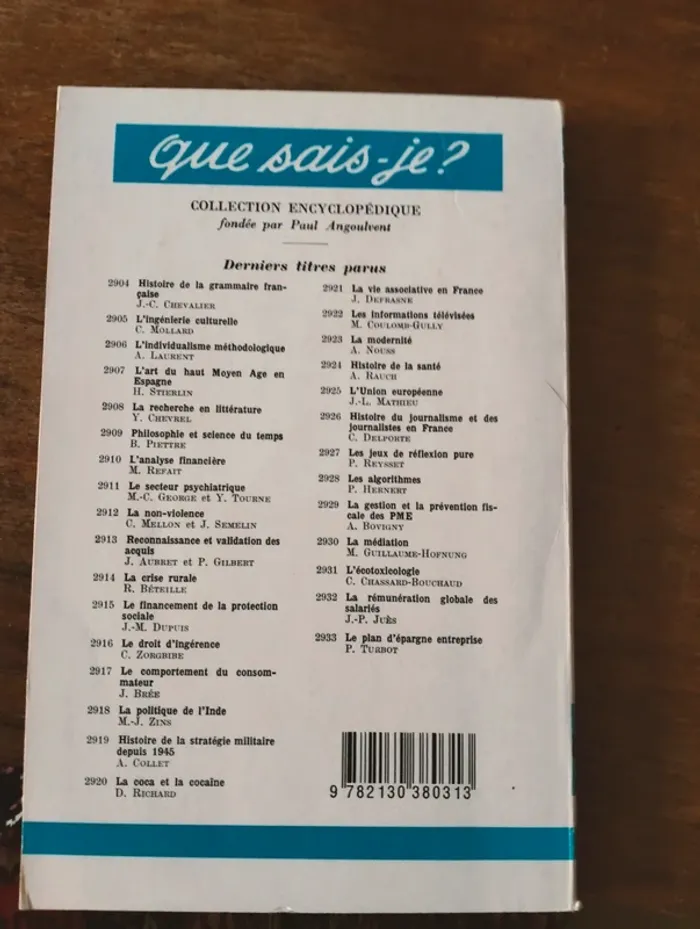 que sais-je?
COLLECTION ENCYCLOPÉDIQUE
fondée par Paul Angoulvent
Derniers titres parus
2904 Histoire de la grammaire fran-
çaise
J.-C. CHEVALIER
2905 L'ingénierie culturelle
C. MOLLARD
2906 L'individualisme méthodologique
A. LAURENT
2907 L'art du haut Moyen Age en
Espagne
H. STIERLIN
2908 La recherche en littérature
Y. CHEVREL
2909 Philosophie et science du temps
B. PIETTRE
2910 L'analyse financière
M. REFAIT
2911 Le secteur psychiatrique
M.-C. GEORGE et Y. TOURNE
2912 La non-violence
C. MELLON et J. SEMELIN
2913 Reconnaissance et validation des
acquis
J. AUBRET et P. GILBERT
2914 La crise rurale
R. BÉTEILLE
2915 Le financement de la protection
sociale
J.-M. DUPUIS
2916 Le droit d'ingérence
C. ZORGBIBE
2917 Le comportement du consom-
mateur
J. BRÉE
2918 La politique de l'Inde
M.-J. ZINS
2919 Histoire de la stratégie militaire
depuis 1945
A. COLLET
2920 La coca et la cocaïne
D. RICHARD
2921 La vie associative en France
J. DEFRASNE
2922 Les informations télévisées
M. COULOMB-GULLY
2923 La modernité
A. NOUSS
2924 Histoire de la santé
A. RAUCH
2925 L'Union européenne
J.-L. MATHIEU
2926 Histoire du journalisme et des
journalistes en France
C. DELPORTE
2927 Les jeux de réflexion pure
P. REYSSET
2928 Les algorithmes
P. HERNERT
2929 La gestion et la prévention fis-
cale des PME
A. BOVIGNY
2930 La médiation
M. GUILLAUME-HOFNUNG
2931 L'écotoxicologie
C. CHASSARD-BOUCHAUD
2932 La rémunération globale des
salariés
J.-P. JUÈS
2933 Le plan d'épargne entreprise
P. TURBOT
9 782130 380313